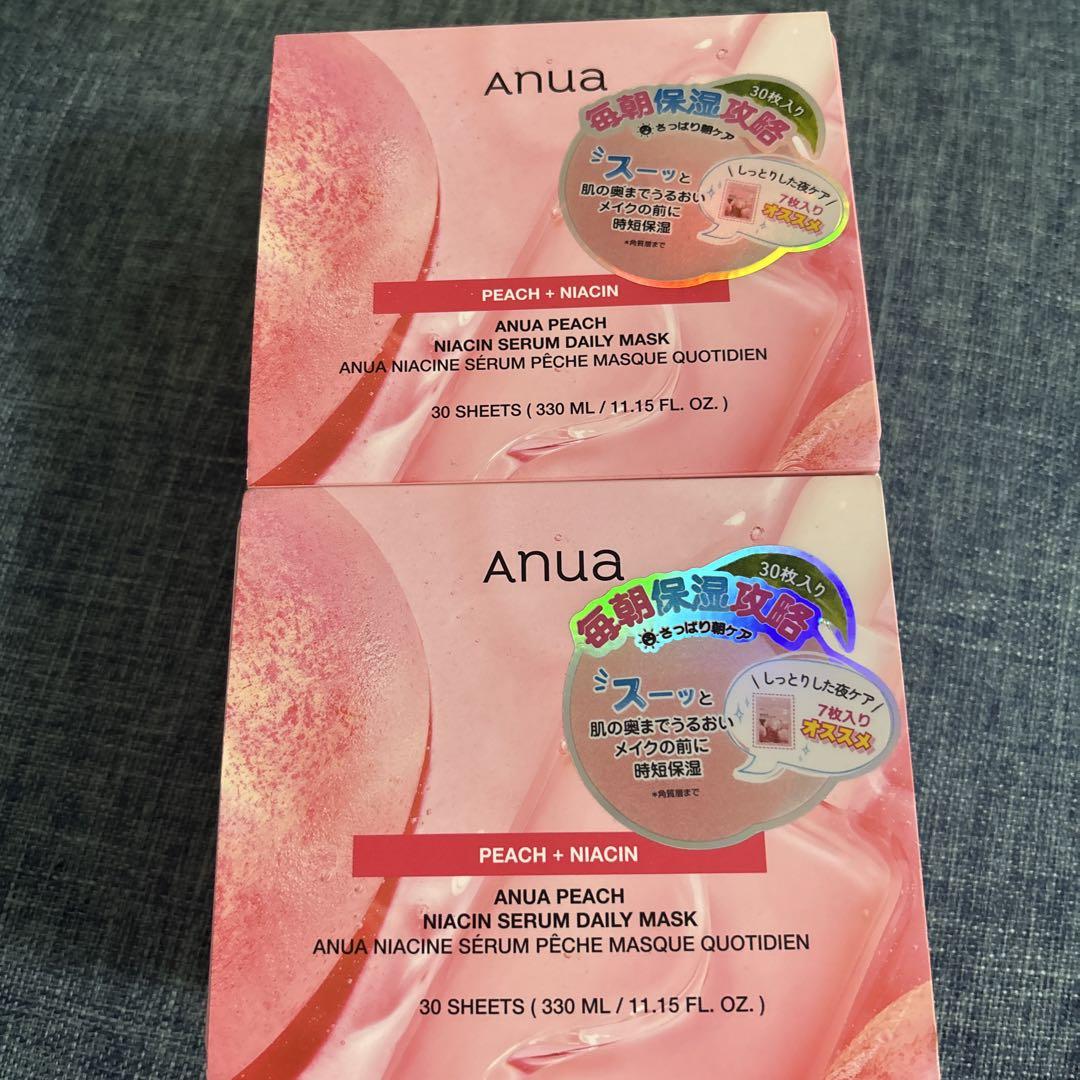 Anua
30枚入り
毎朝保湿攻略
さっぱり朝ケア
スーッと
肌の奥までうるおい
メイクの前に
時短保湿
*角質層まで
\しっとりした夜ケア/
7枚入り
オススメ
PEACH + NIACIN
ANUA PEACH
NIACIN SERUM DAILY MASK
ANUA NIACINE SÉRUM PÊCHE MASQUE QUOTIDIEN
30 SHEETS ( 330 ML / 11.15 FL. OZ. )
Anua
30枚入り
毎朝保湿攻略
さっぱり朝ケア
スーッと
肌の奥までうるおい
メイクの前に
時短保湿
*角質層まで
\しっとりした夜ケア/
7枚入り
オススメ
PEACH + NIACIN
ANUA PEACH
NIACIN SERUM DAILY MASK
ANUA NIACINE SÉRUM PÊCHE MASQUE QUOTIDIEN
30 SHEETS ( 330 ML / 11.15 FL. OZ. )